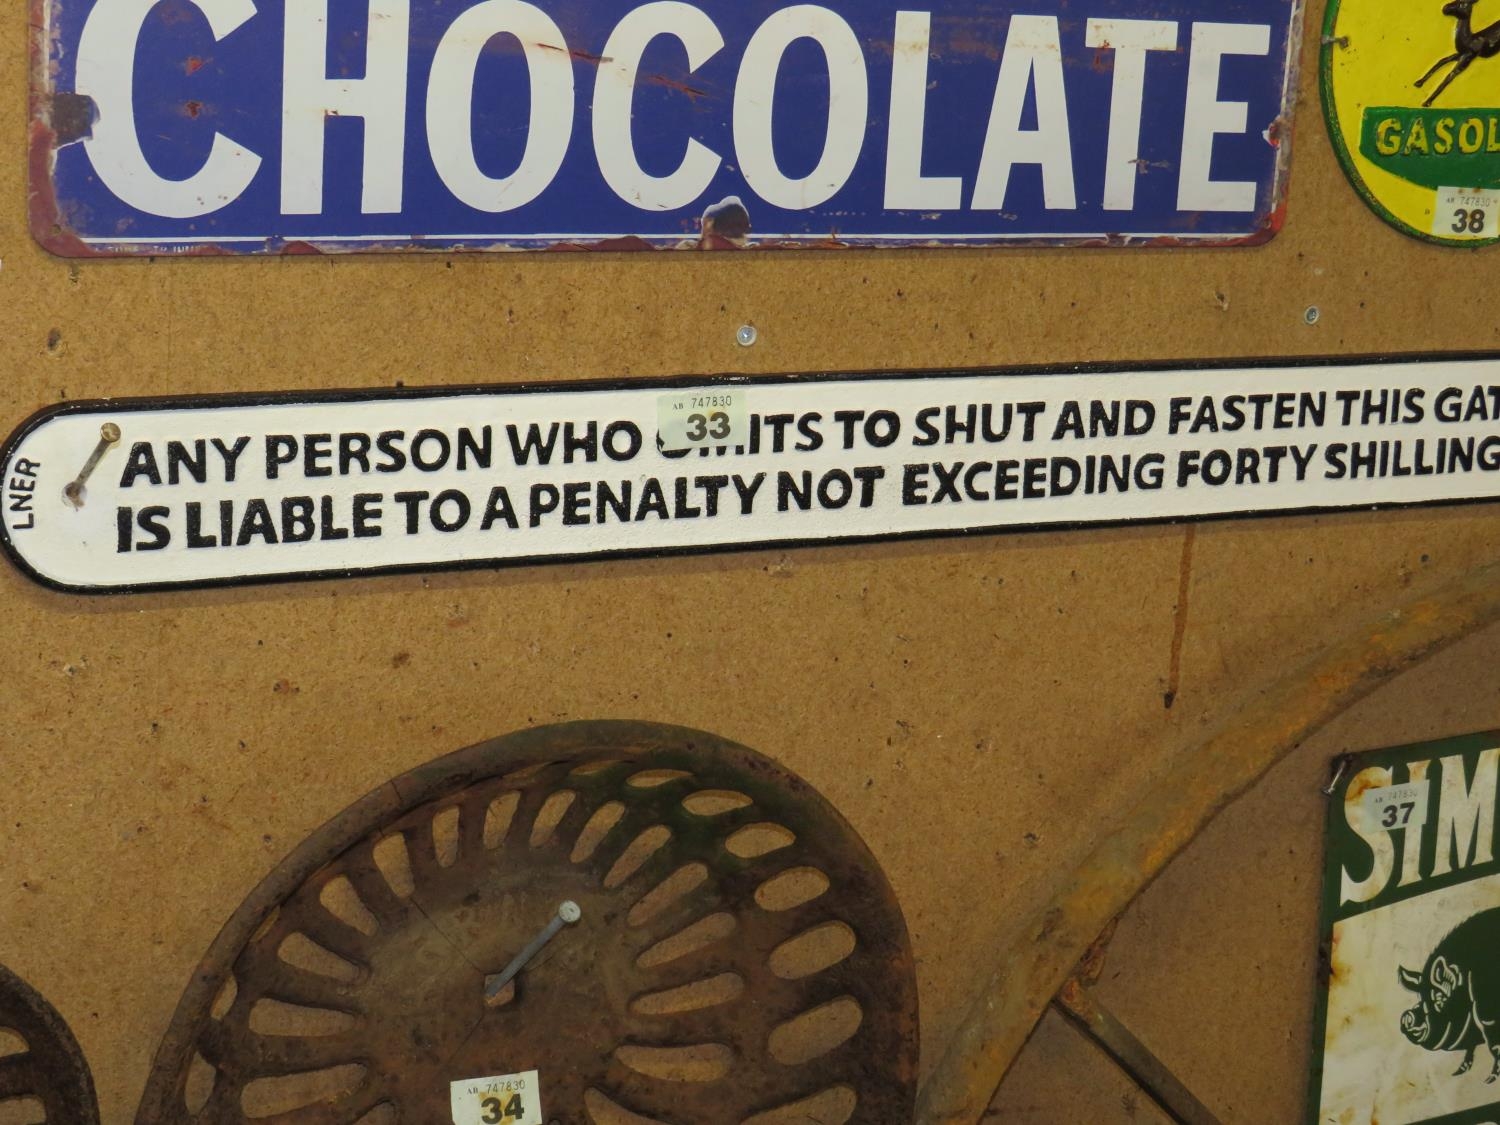 CHOCOLATE
GASOL
AB 747830
38
LNER
ANY PERSON WHO OMITS TO SHUT AND FASTEN THIS GAT
IS LIABLE TO A PENALTY NOT EXCEEDING FORTY SHILLING
AB 747830
33
SIM
AB 747830
37
AB 747830
34